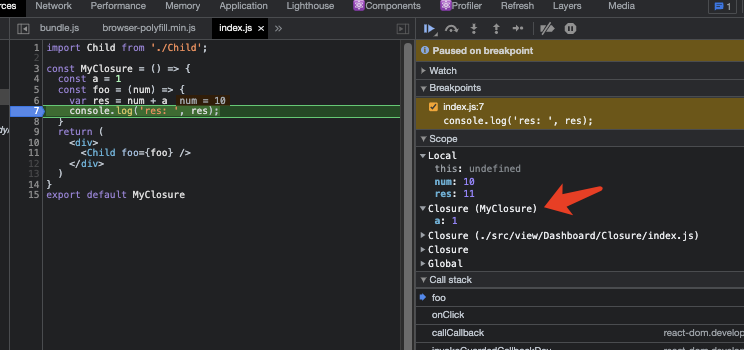 rces Network Performance Memory Application Lighthouse Components Profiler Refresh Layers Media 1
bundle.js browser-polyfill.min.js index.js × »
Paused on breakpoint
1 import Child from './Child';
2
3 const MyClosure = () => {
4 const a = 1
5 const foo = (num) => {
6 var res = num + a num = 10
7 console.log('res: ', res);
8 }
9 return (
10 <div>
11 <Child foo={foo} />
12 </div>
13 )
14 }
15 export default MyClosure
dy/
Watch
Breakpoints
index.js:7
console.log('res: ', res);
Scope
Local
this: undefined
num: 10
res: 11
Closure (MyClosure)
a: 1
Closure (./src/view/Dashboard/Closure/index.js)
Closure
Global
Call stack
foo
onClick
callCallback react-dom.develop